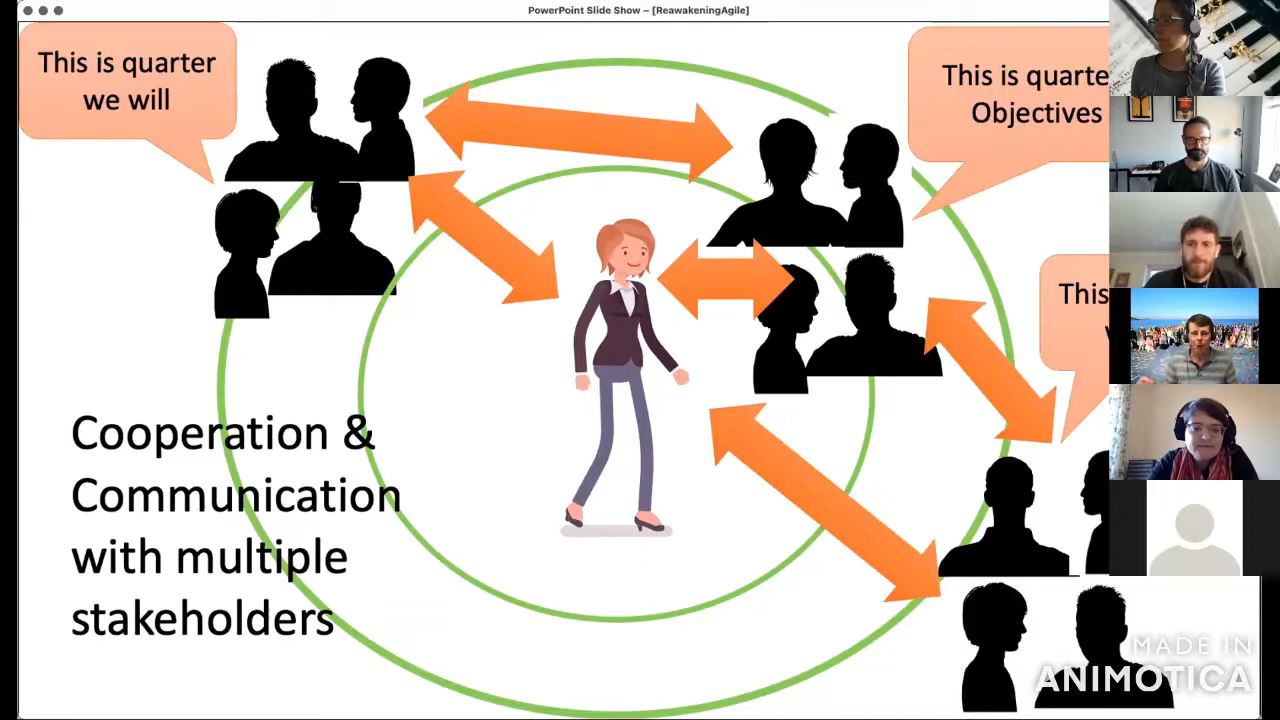 PowerPoint Slide Show – [ReawakeningAgile]
This is quarter
we will
This is quarte
Objectives
This
Cooperation &
Communication
with multiple
stakeholders
MADE IN
ANIMOTICA